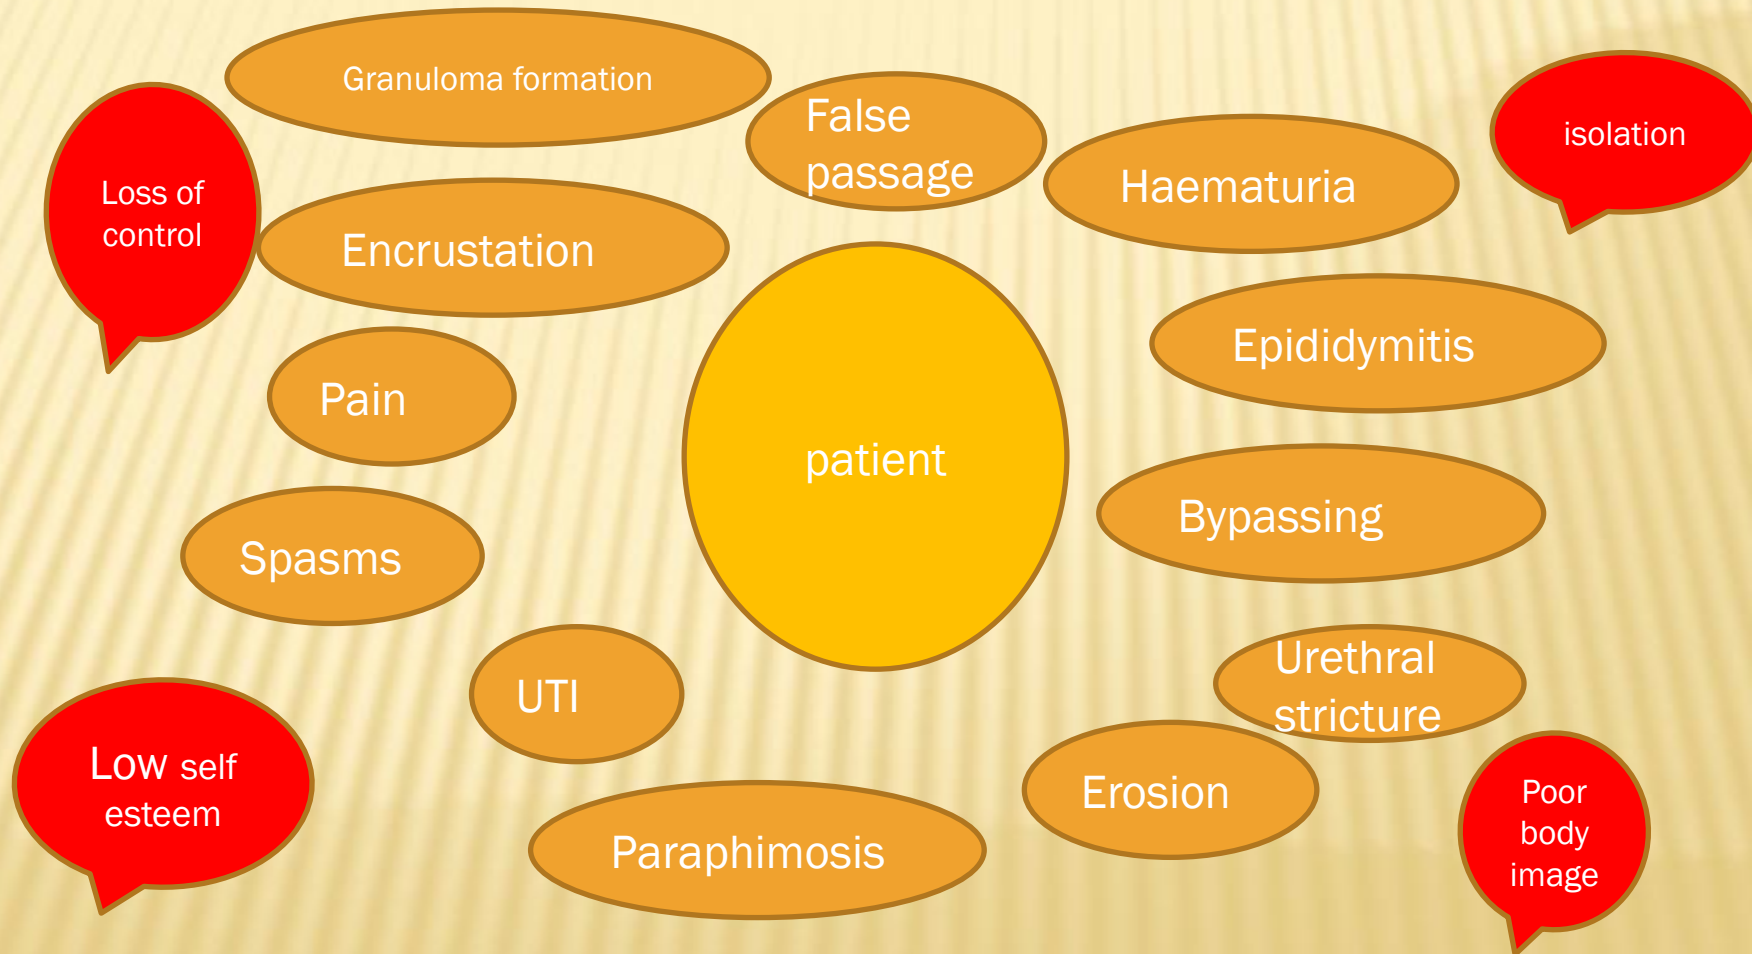 Granuloma formation
False
passage
isolation
Haematuria
Loss of
control
Encrustation
Epididymitis
Pain
patient
Bypassing
Spasms
Urethral
stricture
UTI
Low self
esteem
Erosion
Poor
body
image
Paraphimosis